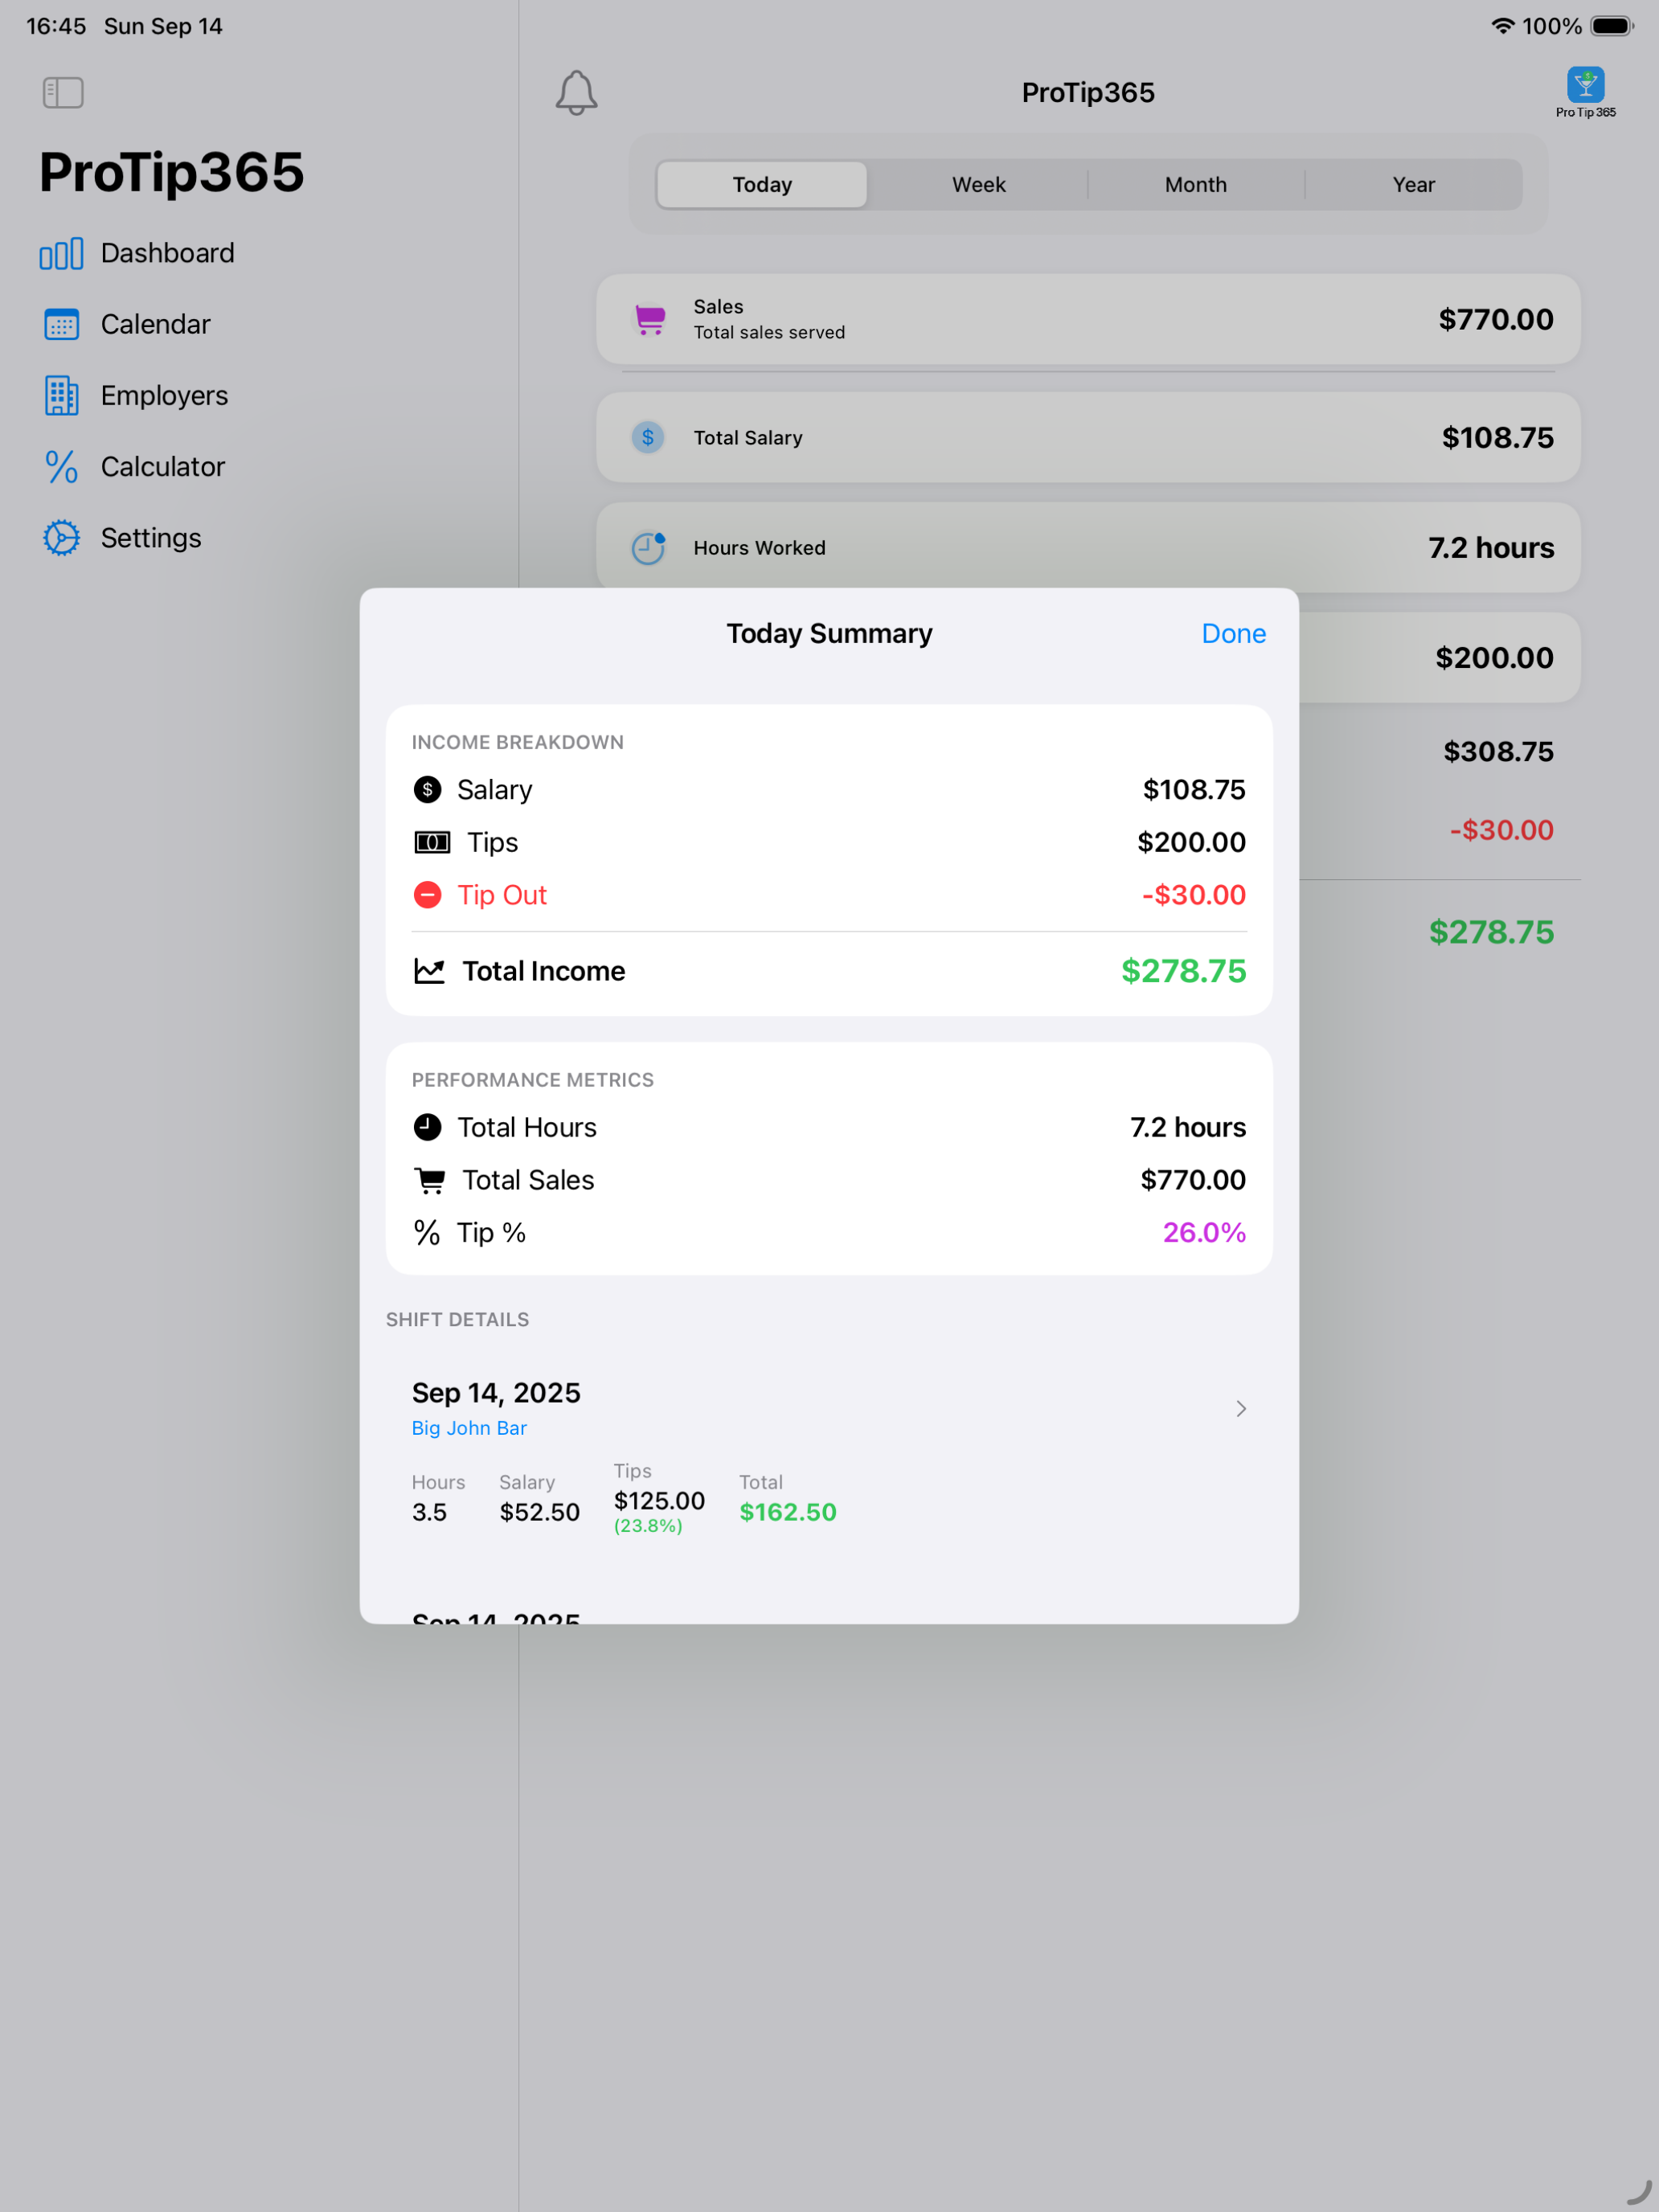 16:45 Sun Sep 14
100%
ProTip365
Dashboard
Calendar
Employers
Calculator
Settings
ProTip365
Pro Tip 365
Today Week Month Year
Sales
Total sales served
$770.00
Total Salary
$108.75
Hours Worked
7.2 hours
$200.00
$308.75
-$30.00
$278.75
Today Summary
Done
INCOME BREAKDOWN
Salary $108.75
Tips $200.00
Tip Out -$30.00
Total Income $278.75
PERFORMANCE METRICS
Total Hours 7.2 hours
Total Sales $770.00
% Tip % 26.0%
SHIFT DETAILS
Sep 14, 2025
Big John Bar
Hours Salary Tips Total
3.5 $52.50 $125.00 $162.50
(23.8%)
Sep 14, 2025